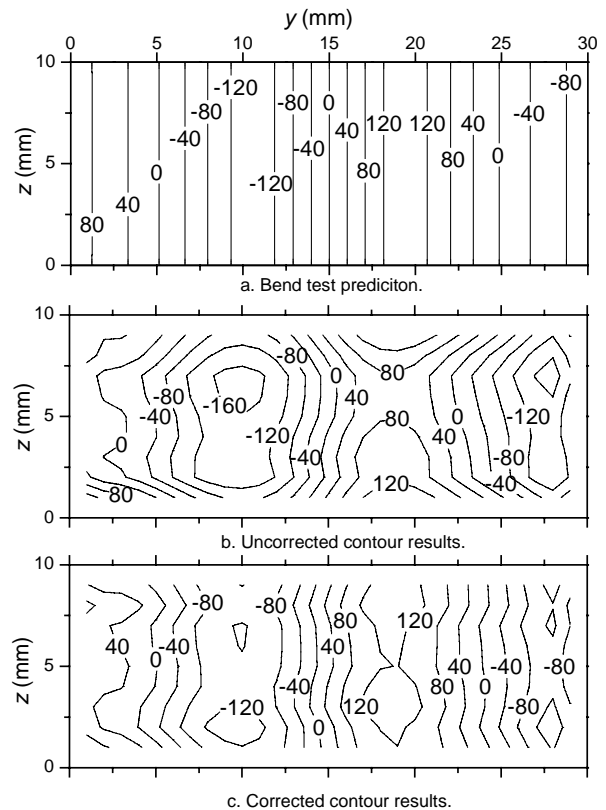 y (mm)
0 5 10 15 20 25 30
10
5
0
z (mm)
-120 -80 0 120 120 40 -80
-80 40 -40
-40 -40
0 80 80 0
-120
40
80
a. Bend test prediciton.
10
5
0
z (mm)
-80
80
-80 0
-160 40
-40 80 0 -120
0 -120 40
-40 -80
80 120 -40
b. Uncorrected contour results.
10
5
0
z (mm)
-80 -80
80 120
40 0 -40 40 40 -40 -80
-40 80 0
-120 120 -80
0
c. Corrected contour results.